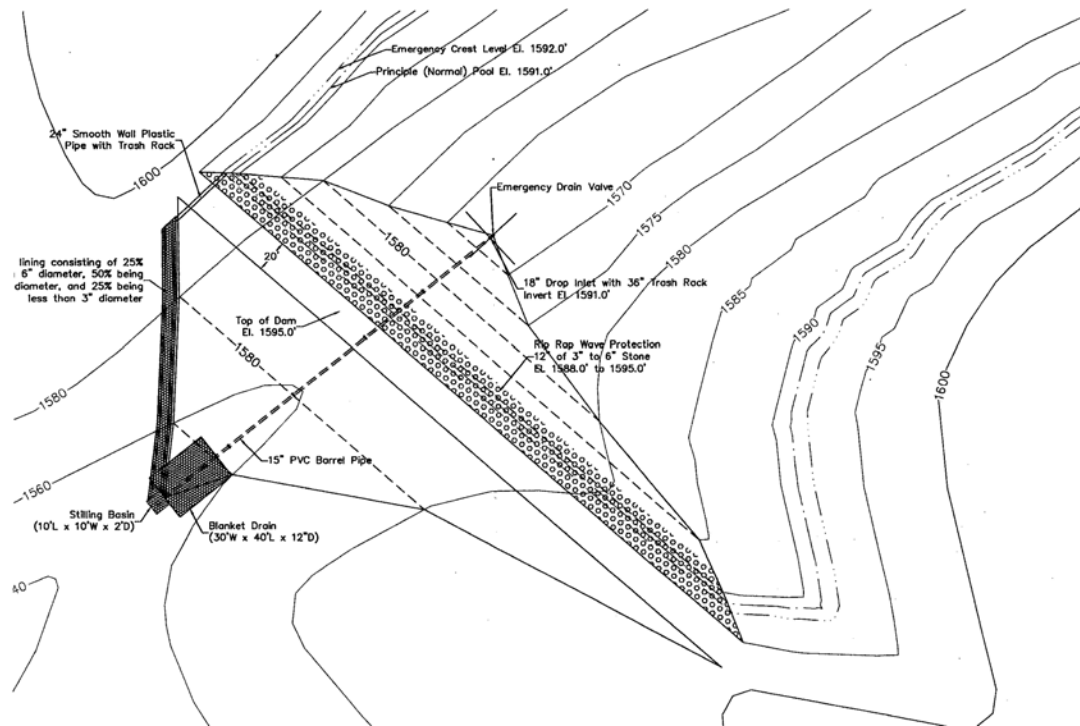 Emergency Crest Level El. 1592.0'
Principle (Normal) Pool El. 1591.0'
24" Smooth Wall Plastic
Pipe with Trash Rack
1600
Emergency Drain Valve
1570
1575
1580
1580
1585
18" Drop Inlet with 36" Trash Rack
Invert El. 1591.0'
lining consisting of 25%
6" diameter, 50% being
diameter, and 25% being
less than 3" diameter
20'
Top of Dam
El. 1595.0'
Rip Rap Wave Protection
12" of 3" to 6" Stone
El. 1588.0' to 1595.0'
1590
1595
1600
1580
1580
15" PVC Barrel Pipe
1560
Stilling Basin
(10'L x 10'W x 2'D)
Blanket Drain
(30'W x 40'L x 12"D)
40